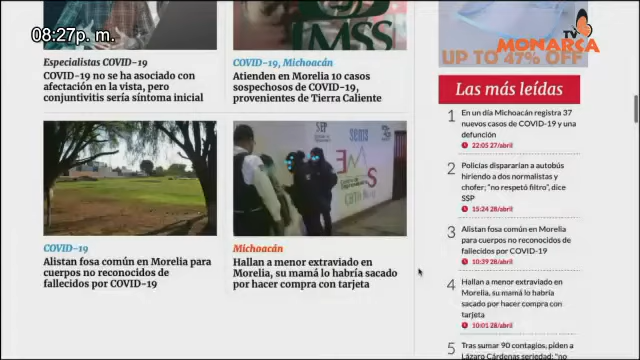 08:27p. m.
TV
MONARCA
IMSS
UP TO 47% OFF
Especialistas COVID-19
COVID-19 no se ha asociado con
afectación en la vista, pero
conjuntivitis sería síntoma inicial
COVID-19, Michoacán
Atienden en Morelia 10 casos
sospechosos de COVID-19,
provenientes de Tierra Caliente
COVID-19
Alistan fosa común en Morelia para
cuerpos no reconocidos de
fallecidos por COVID-19
SEP
Michoacán
Hallan a menor extraviado en
Morelia, su mamá lo habría sacado
por hacer compra con tarjeta
Las más leídas
1
En un día Michoacán registra 37
nuevos casos de COVID-19 y una
defunción
22:05 27/abril
2
Policías dispararían a autobús
hiriendo a dos normalistas y
chofer; "no respetó filtro", dice
SSP
15:24 28/abril
3
Alistan fosa común en Morelia
para cuerpos no reconocidos de
fallecidos por COVID-19
10:39 28/abril
4
Hallan a menor extraviado en
Morelia, su mamá lo habría
sacado por hacer compra con
tarjeta
10:01 28/abril
5
Tras sumar 90 contagios, piden a
Lázaro Cárdenas seriedad: "no